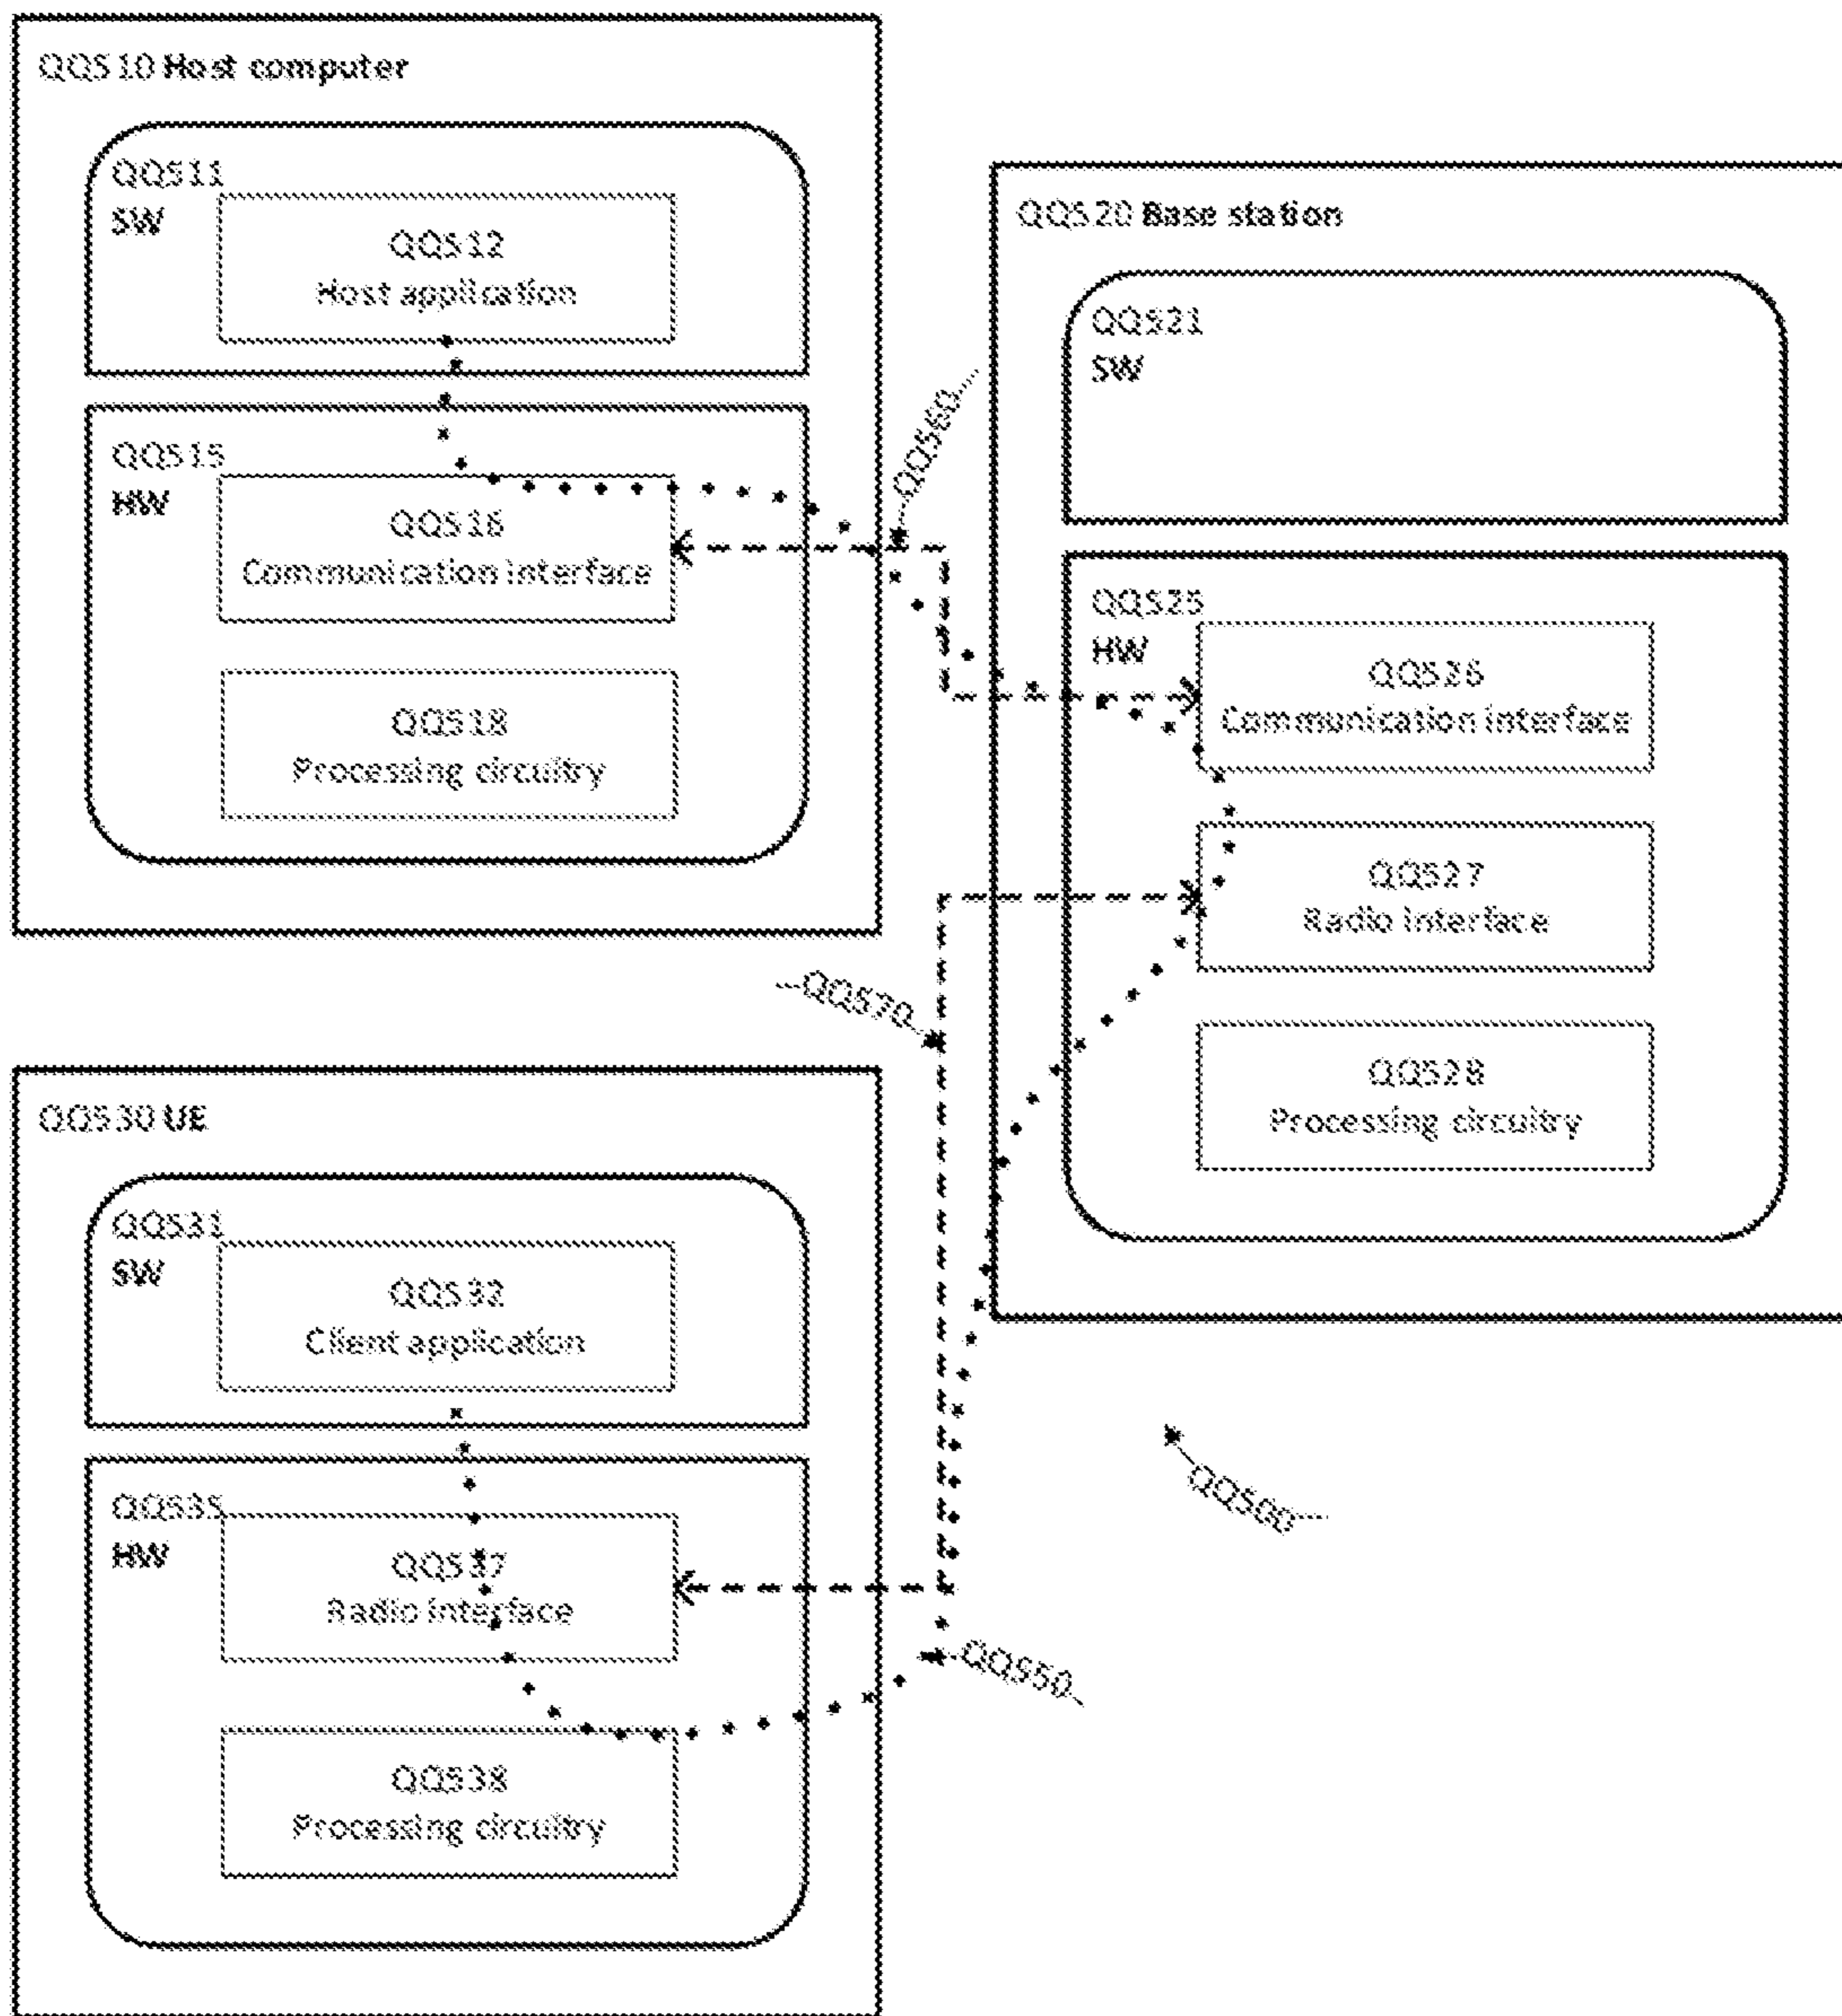 QQ510 Host computer
QQ511
SW
QQ512
Host application
QQ515
HW
QQ516
Communication interface
QQ518
Processing circuitry
QQ560
QQ520 Base station
QQ521
SW
QQ525
HW
QQ526
Communication interface
QQ527
Radio interface
QQ528
Processing circuitry
QQ570
QQ530 UE
QQ531
SW
QQ532
Client application
QQ535
HW
QQ537
Radio interface
QQ538
Processing circuitry
QQ550
QQ500